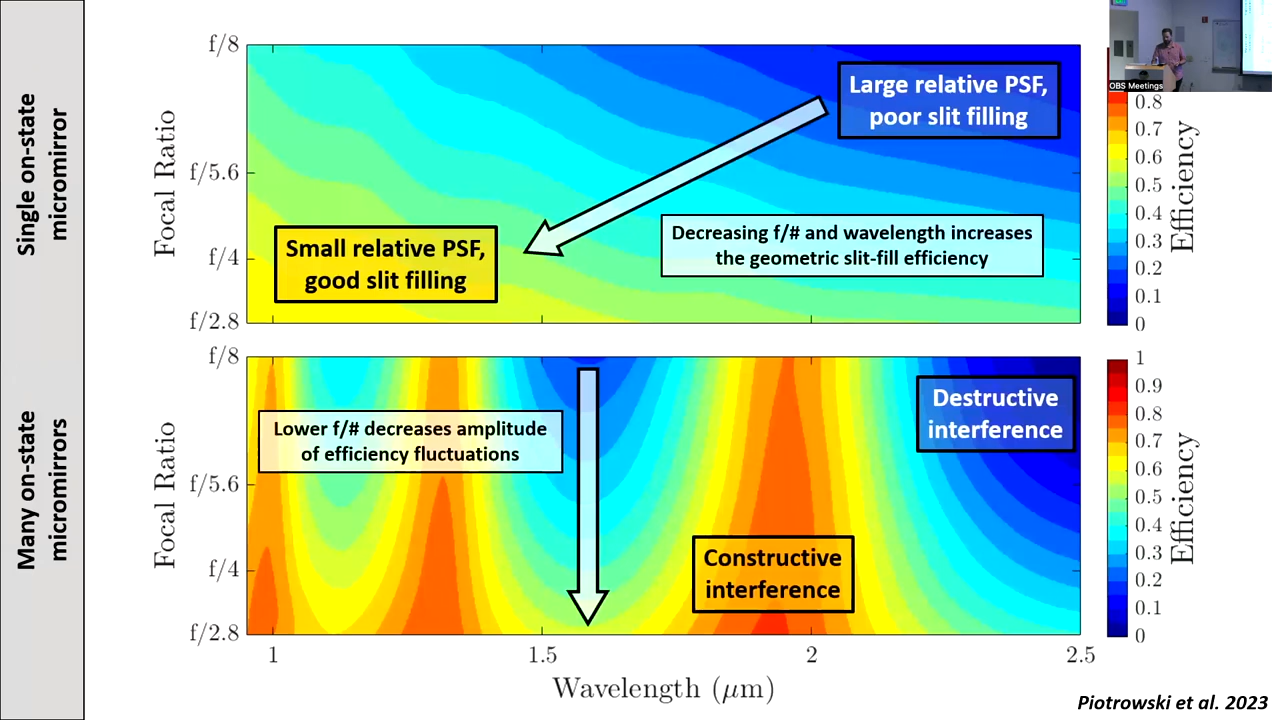 Single on-state
micromirror
Focal Ratio
f/8
f/5.6
f/4
f/2.8
Large relative PSF,
poor slit filling
Small relative PSF,
good slit filling
Decreasing f/# and wavelength increases
the geometric slit-fill efficiency
OBS Meetings
0.8
0.7
0.6
0.5
0.4
0.3
0.2
0.1
0
Efficiency
Many on-state
micromirrors
Focal Ratio
f/8
f/5.6
f/4
f/2.8
Lower f/# decreases amplitude
of efficiency fluctuations
Destructive
interference
Constructive
interference
1
0.9
0.8
0.7
0.6
0.5
0.4
0.3
0.2
0.1
0
Efficiency
1
1.5
2
2.5
Wavelength (μm)
Piotrowski et al. 2023